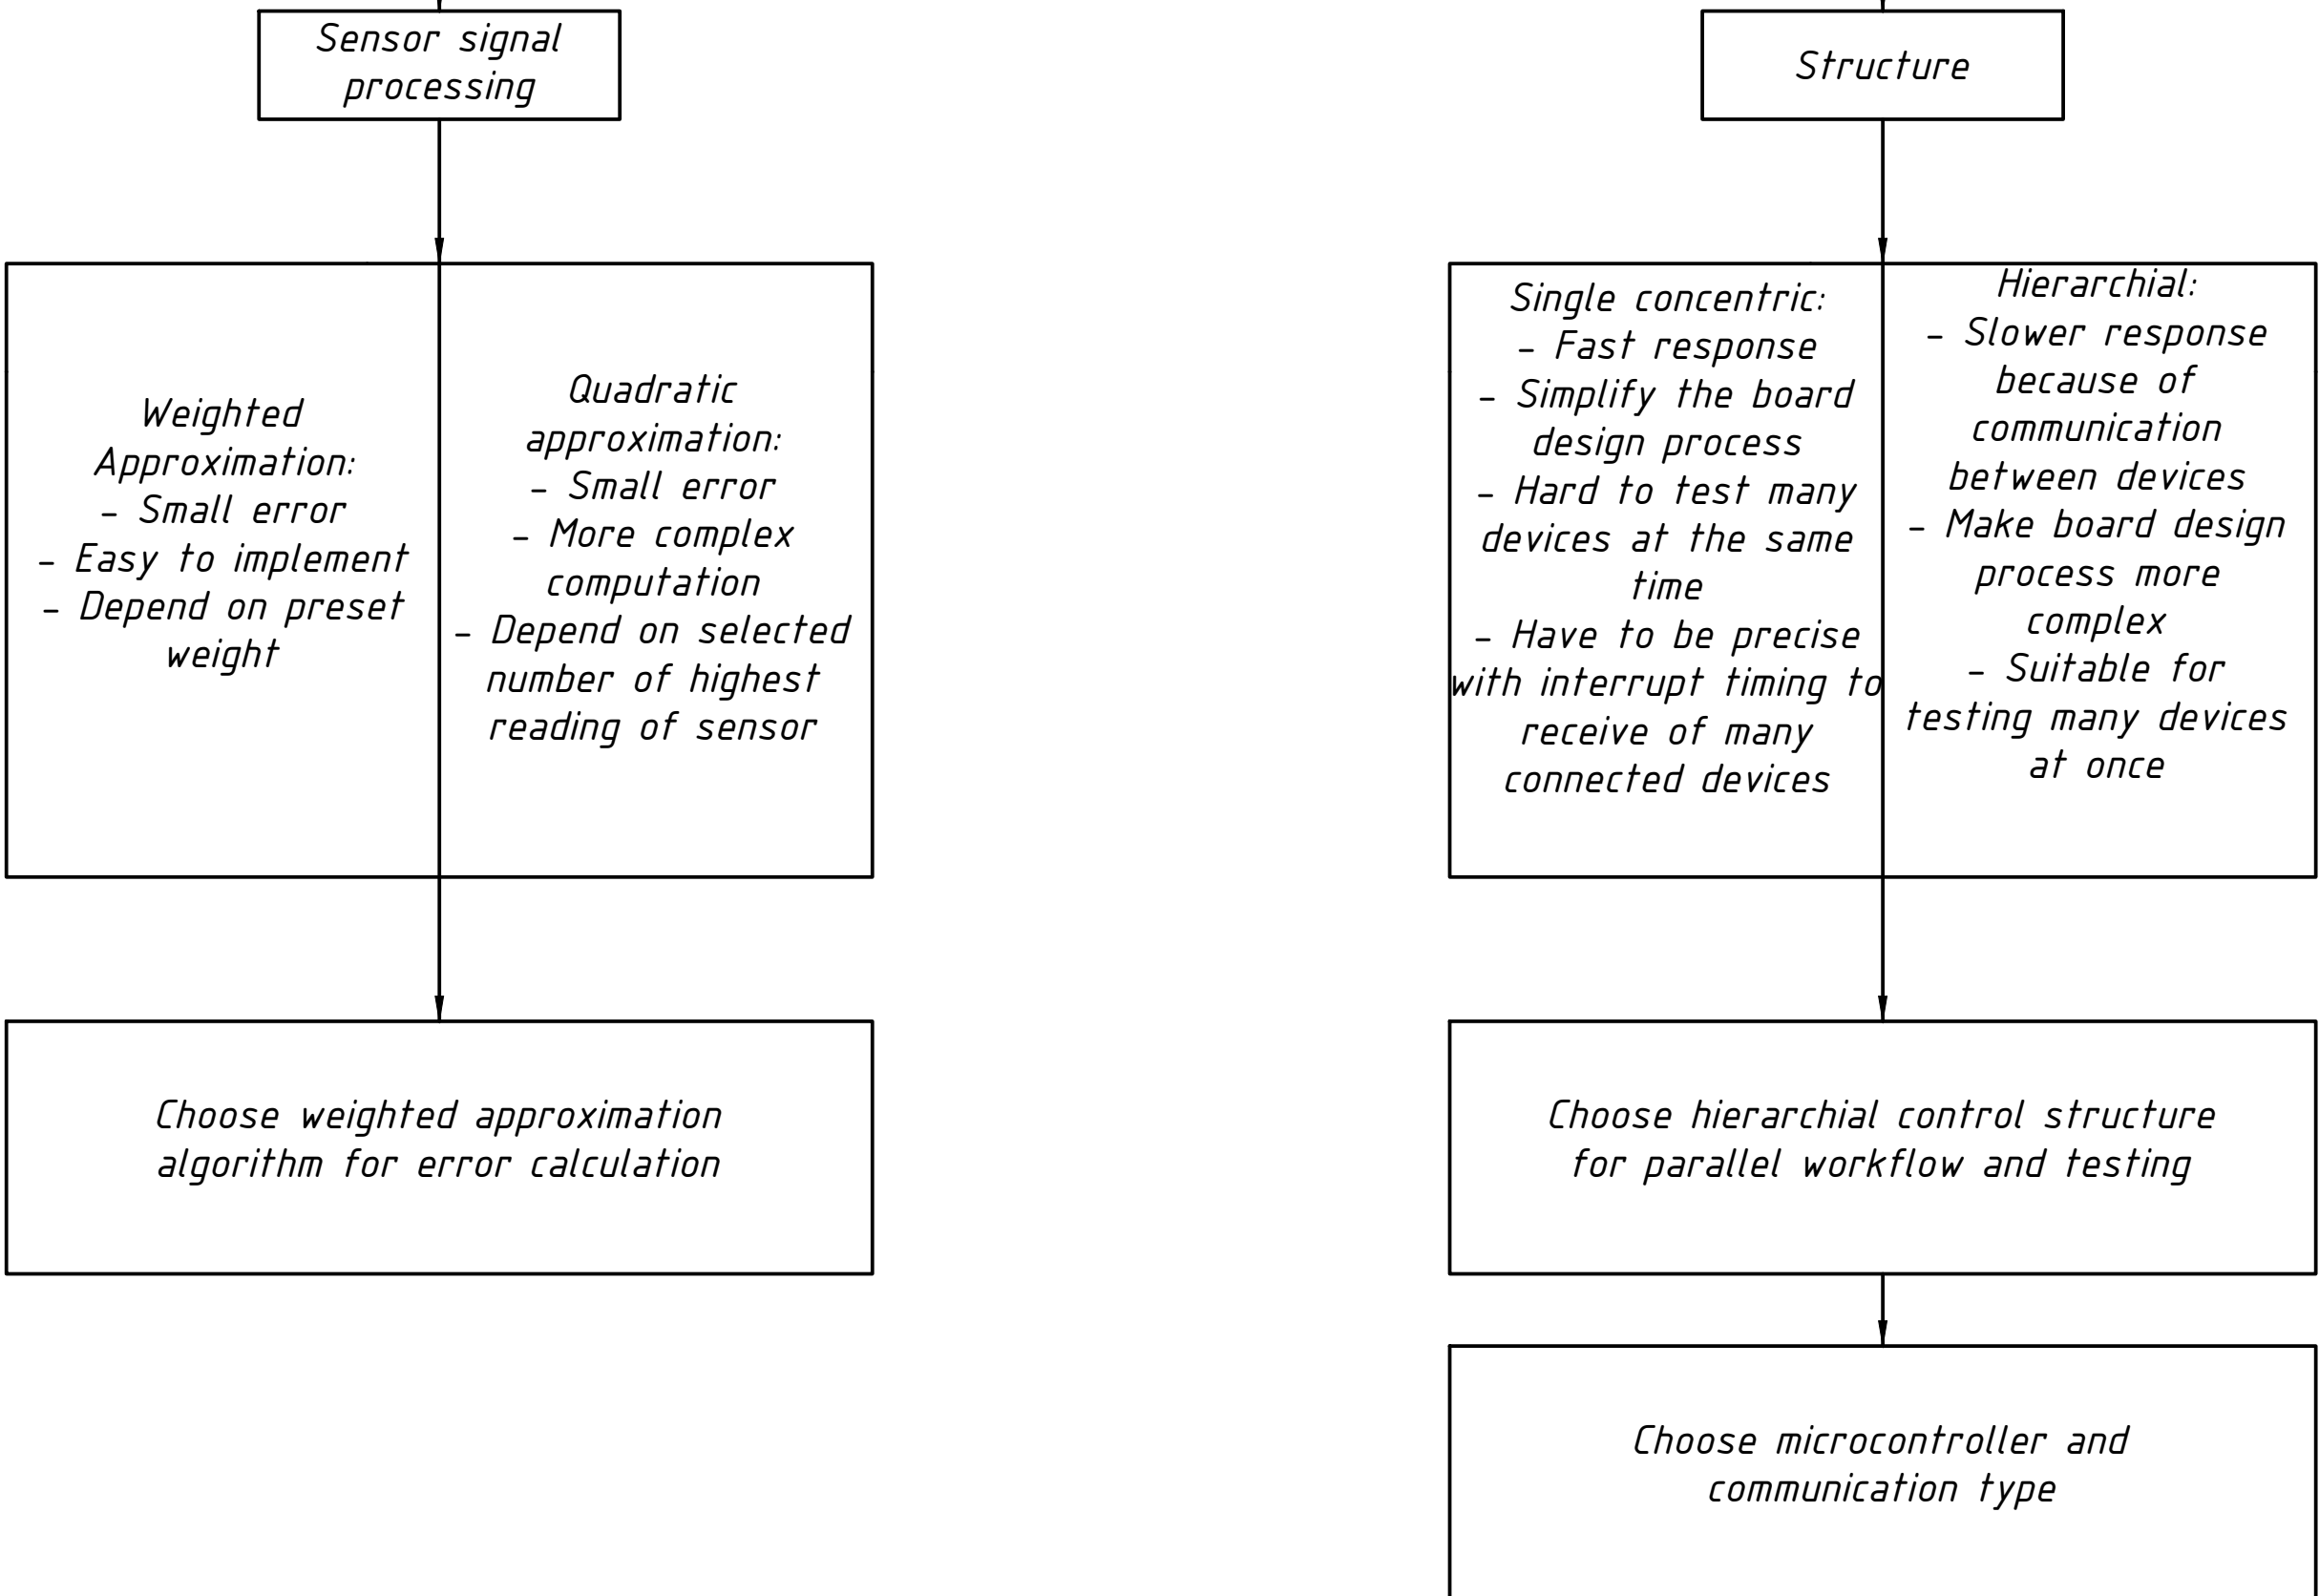 Sensor signal
processing
Weighted
Approximation:
- Small error
- Easy to implement
- Depend on preset
weight
Quadratic
approximation:
- Small error
- More complex
computation
- Depend on selected
number of highest
reading of sensor
Choose weighted approximation
algorithm for error calculation
Structure
Single concentric:
- Fast response
- Simplify the board
design process
- Hard to test many
devices at the same
time
- Have to be precise
with interrupt timing to
receive of many
connected devices
Hierarchial:
- Slower response
because of
communication
between devices
- Make board design
process more
complex
- Suitable for
testing many devices
at once
Choose hierarchial control structure
for parallel workflow and testing
Choose microcontroller and
communication type